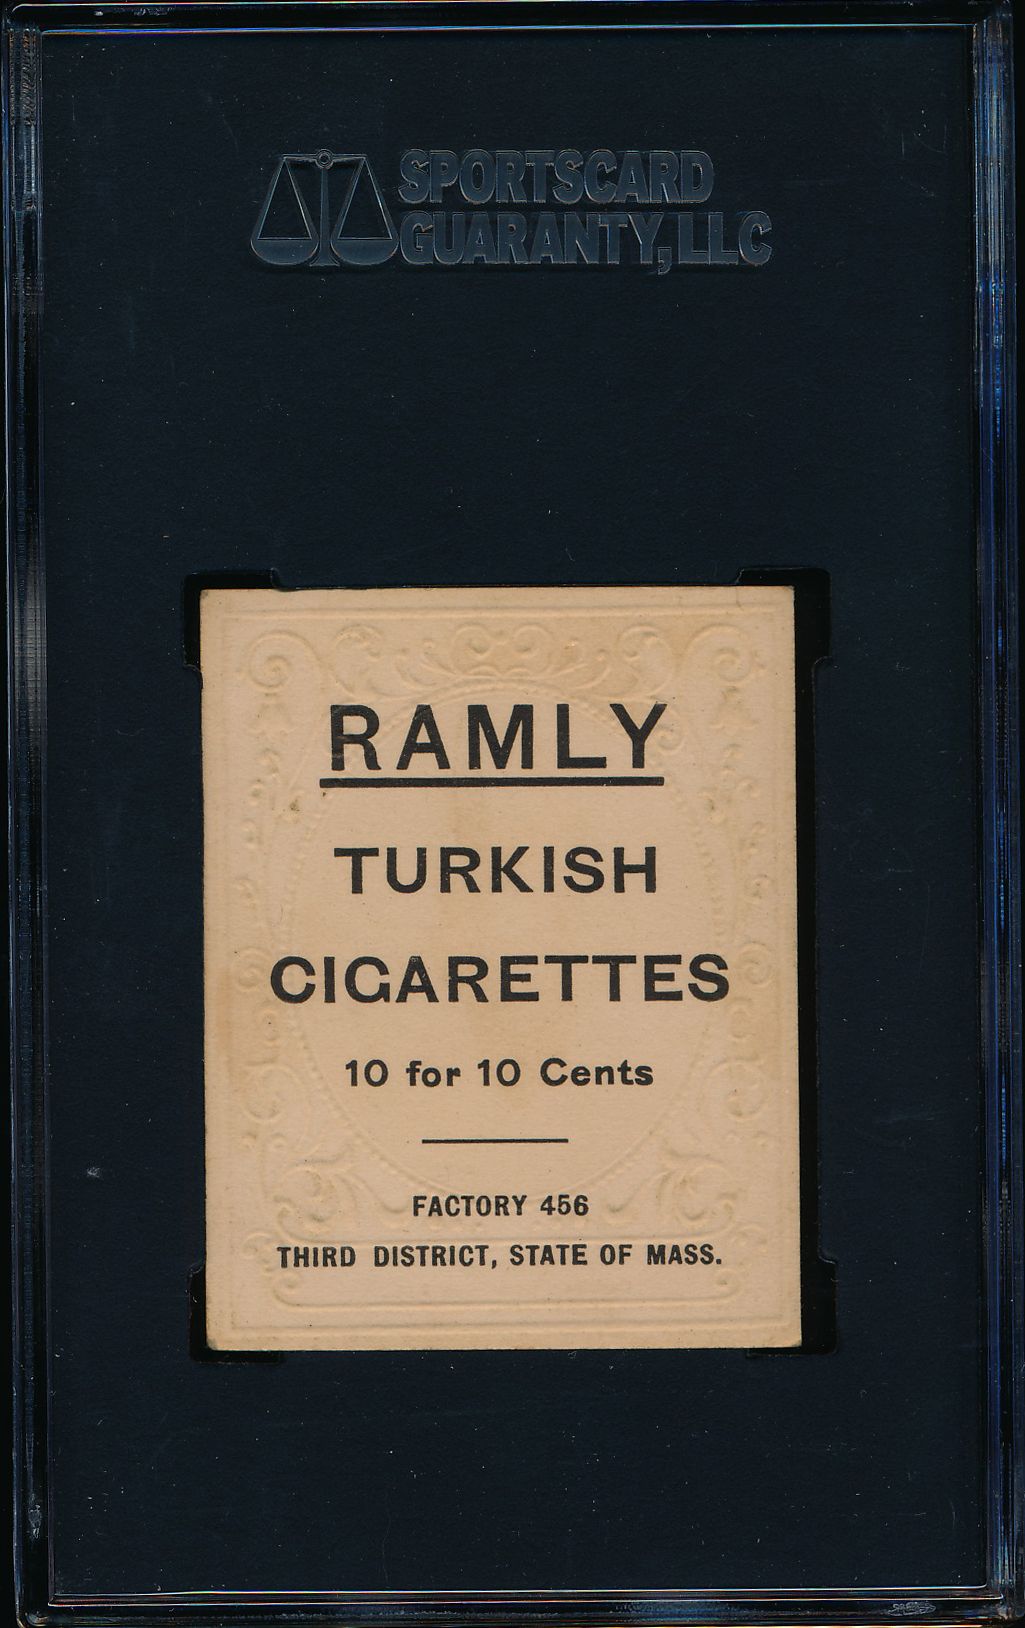 SPORTSCARD
GUARANTY, LLC
RAMLY
TURKISH
CIGARETTES
10 for 10 Cents
FACTORY 456
THIRD DISTRICT, STATE OF MASS.